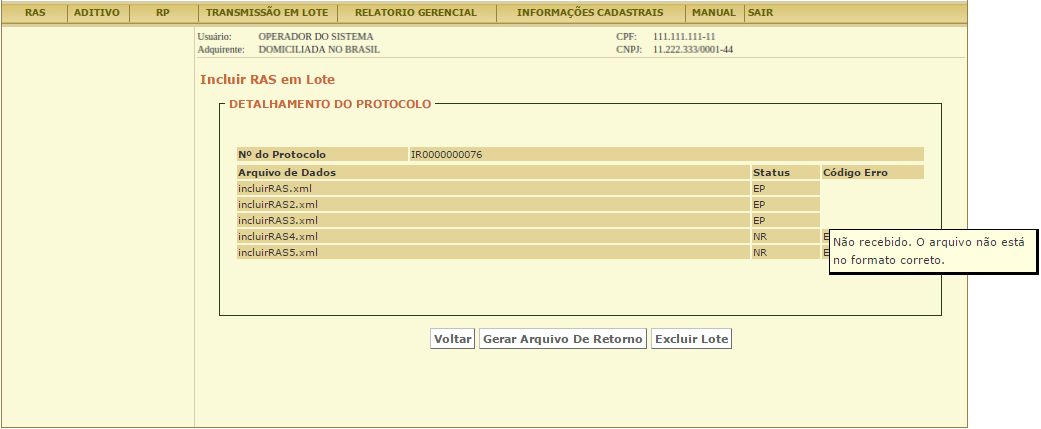 RAS ADITIVO RP TRANSMISSÃO EM LOTE RELATORIO GERENCIAL INFORMAÇÕES CADASTRAIS MANUAL SAIR
Usuário: OPERADOR DO SISTEMA CPF: 111.111.111-11
Adquirente: DOMICILIADA NO BRASIL CNPJ: 11.222.333/0001-44
Incluir RAS em Lote
DETALHAMENTO DO PROTOCOLO
Nº do Protocolo IR0000000076
Arquivo de Dados Status Código Erro
incluirRAS.xml EP
incluirRAS2.xml EP
incluirRAS3.xml EP
incluirRAS4.xml NR
incluirRAS5.xml NR
Não recebido. O arquivo não está
no formato correto.
Voltar Gerar Arquivo De Retorno Excluir Lote